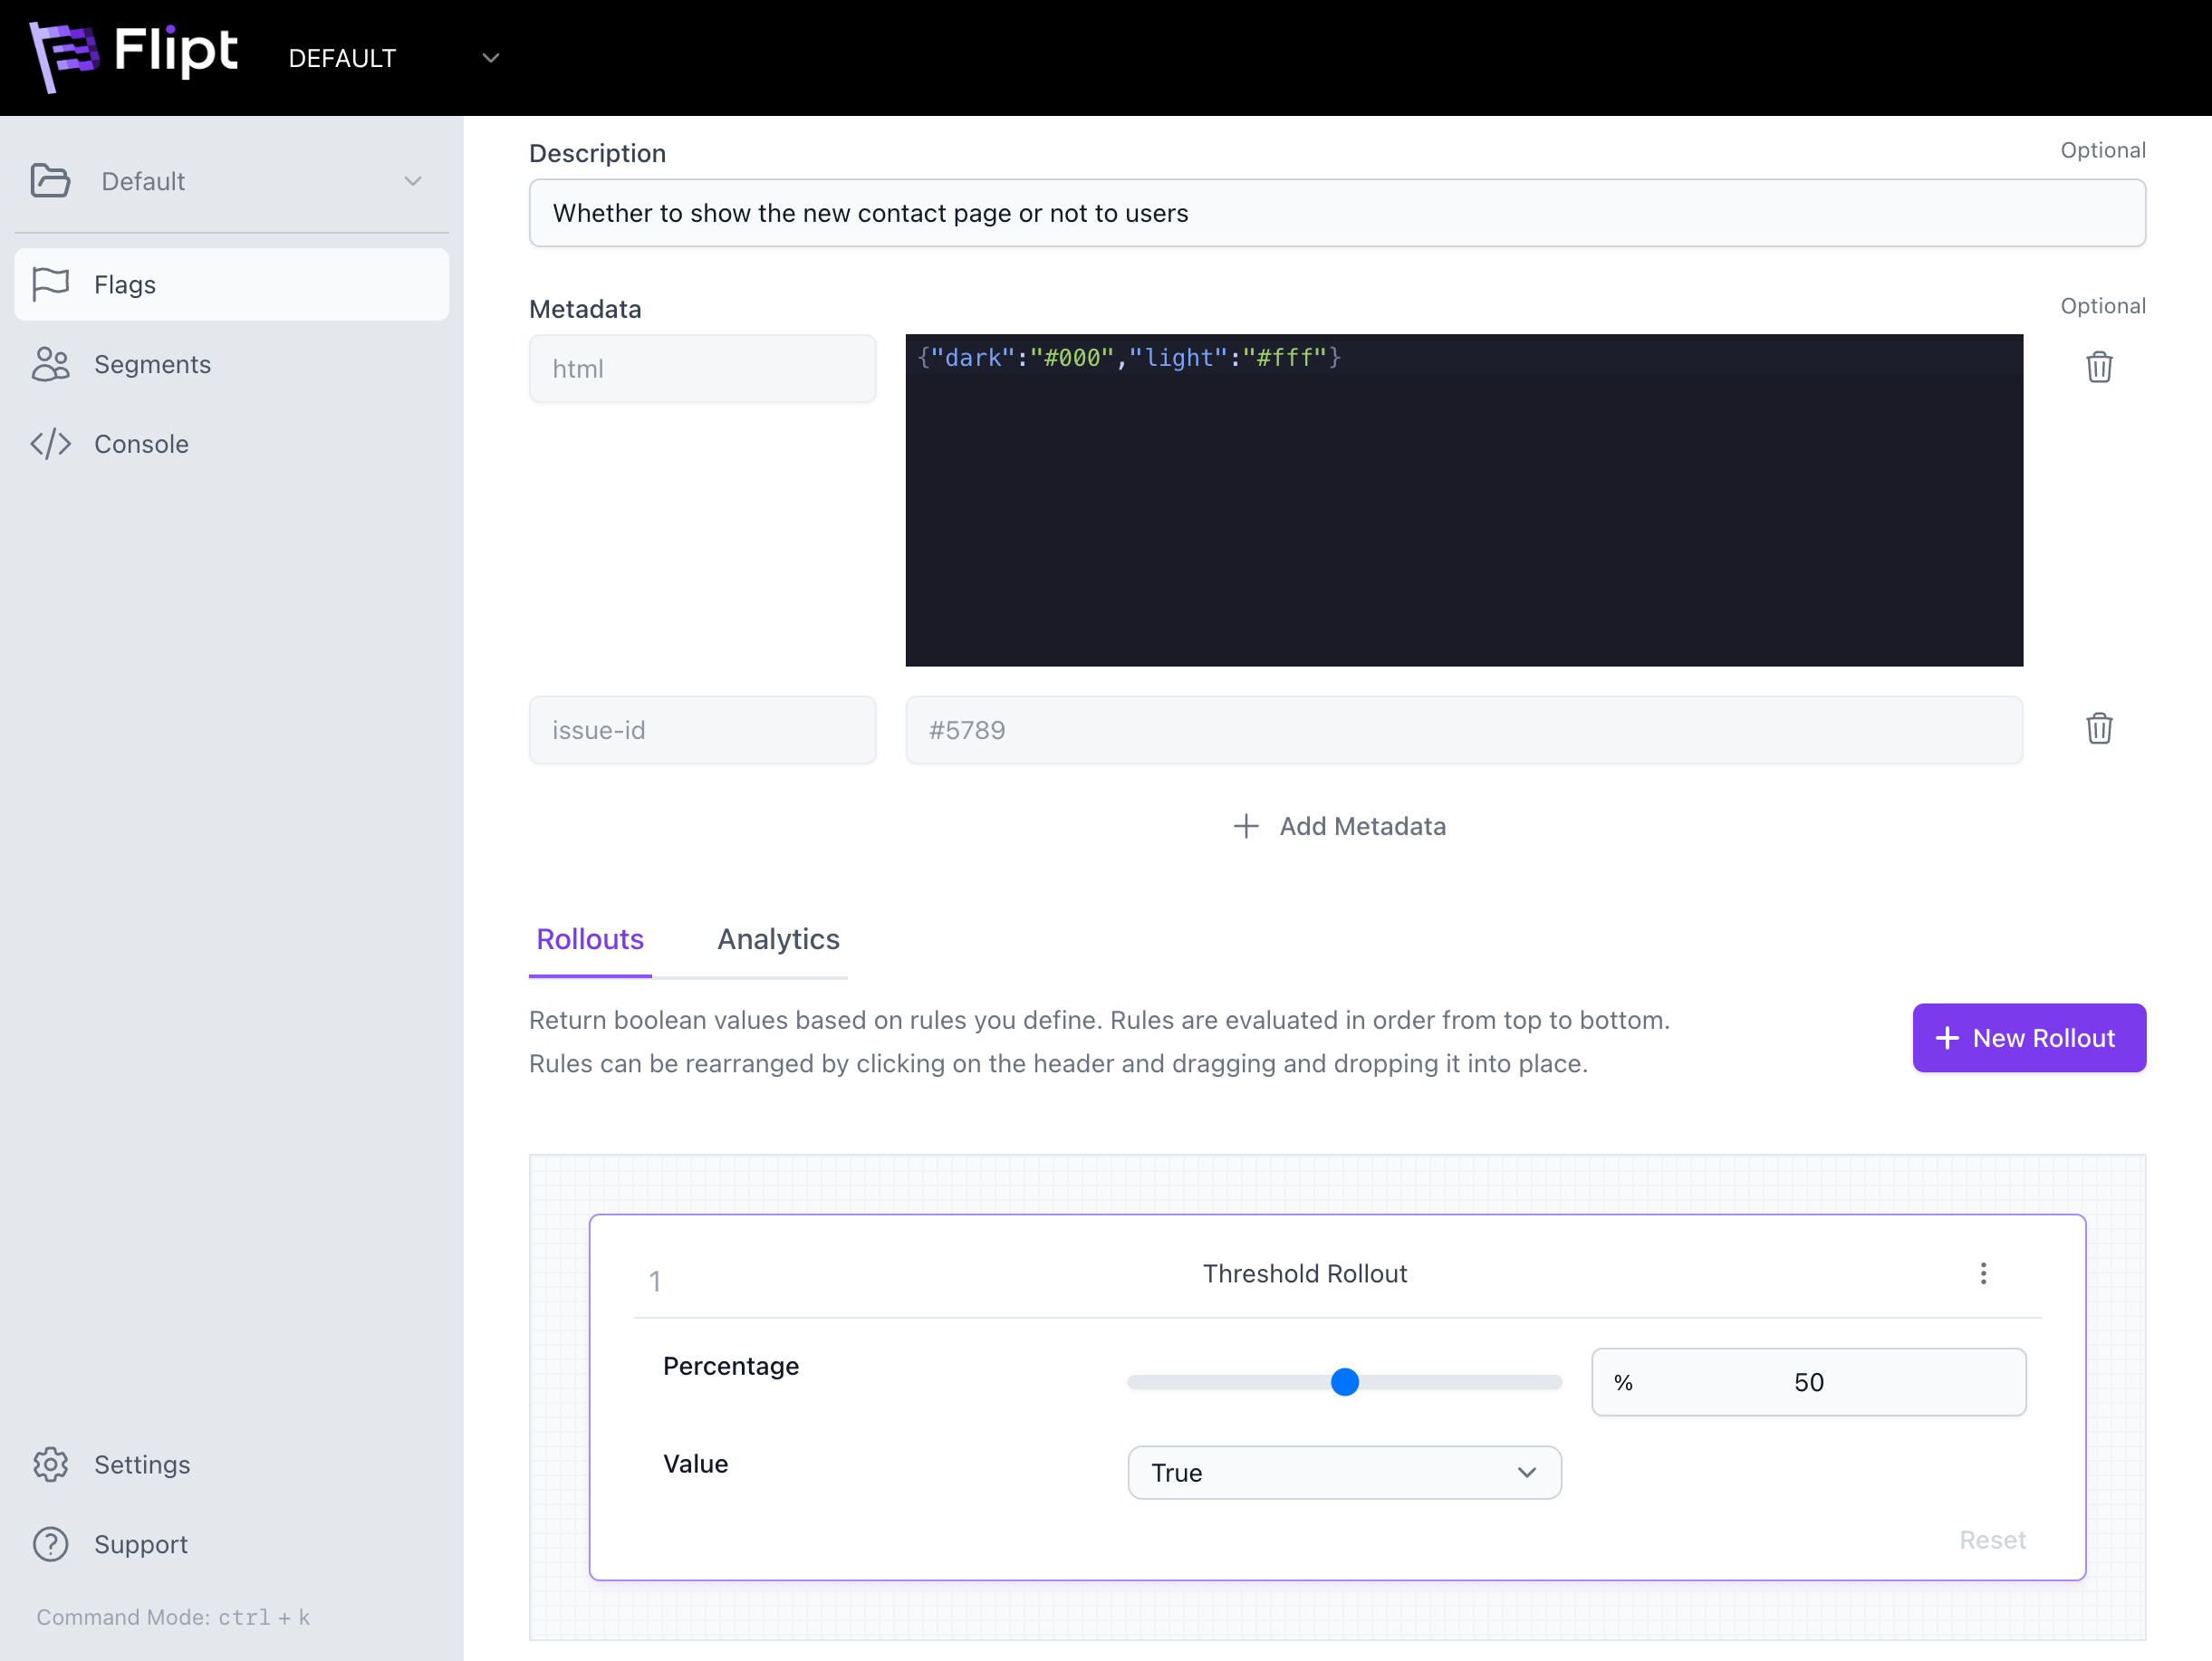 Flipt
DEFAULT
Default
Flags
Segments
Console
Settings
Support
Command Mode: ctrl + k
Description
Optional
Whether to show the new contact page or not to users
Metadata
Optional
html
{"dark":"#000","light":"#fff"}
issue-id
#5789
Add Metadata
Rollouts
Analytics
Return boolean values based on rules you define. Rules are evaluated in order from top to bottom.
Rules can be rearranged by clicking on the header and dragging and dropping it into place.
New Rollout
1
Threshold Rollout
Percentage
%
50
Value
True
Reset